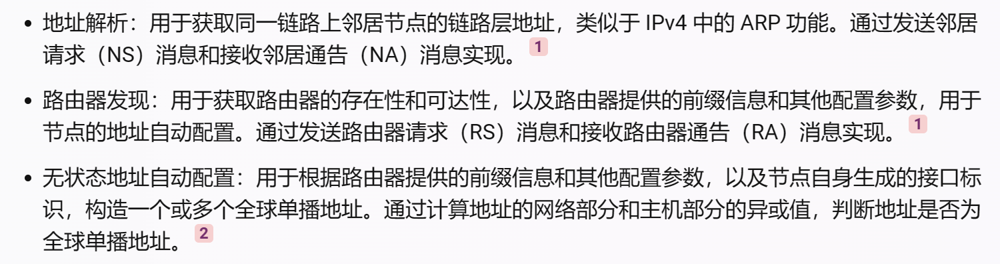 • 地址解析：用于获取同一链路上邻居节点的链路层地址，类似于 IPv4 中的 ARP 功能。通过发送邻居
请求（NS）消息和接收邻居通告（NA）消息实现。 1
• 路由器发现：用于获取路由器的存在性和可达性，以及路由器提供的前缀信息和其他配置参数，用于
节点的地址自动配置。通过发送路由器请求（RS）消息和接收路由器通告（RA）消息实现。 1
• 无状态地址自动配置：用于根据路由器提供的前缀信息和其他配置参数，以及节点自身生成的接口标
识，构造一个或多个全球单播地址。通过计算地址的网络部分和主机部分的异或值，判断地址是否为
全球单播地址。 2